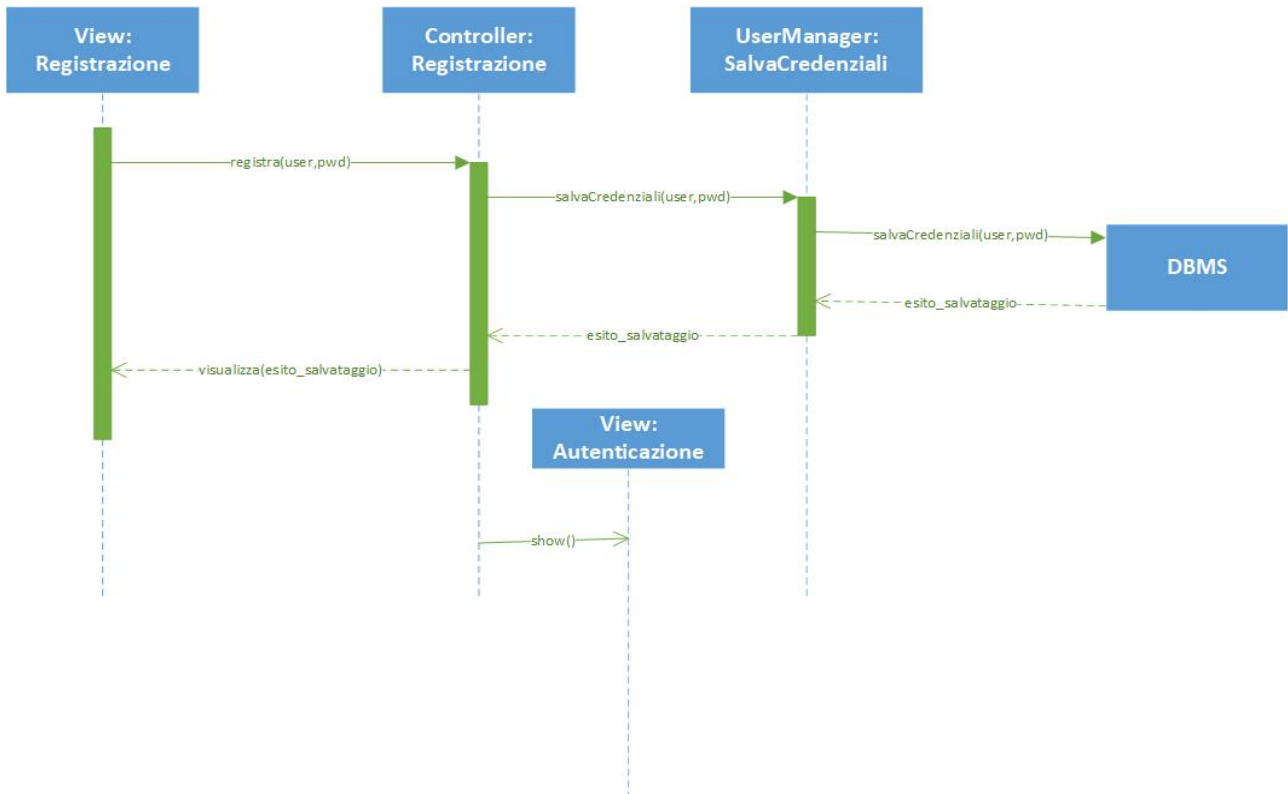 View:
Registrazione
Controller:
Registrazione
UserManager:
SalvaCredenziali
registra(user,pwd)
salvaCredenziali(user,pwd)
salvaCredenziali(user,pwd)
DBMS
esito_salvataggio
esito_salvataggio
visualizza(esito_salvataggio)
View:
Autenticazione
show()